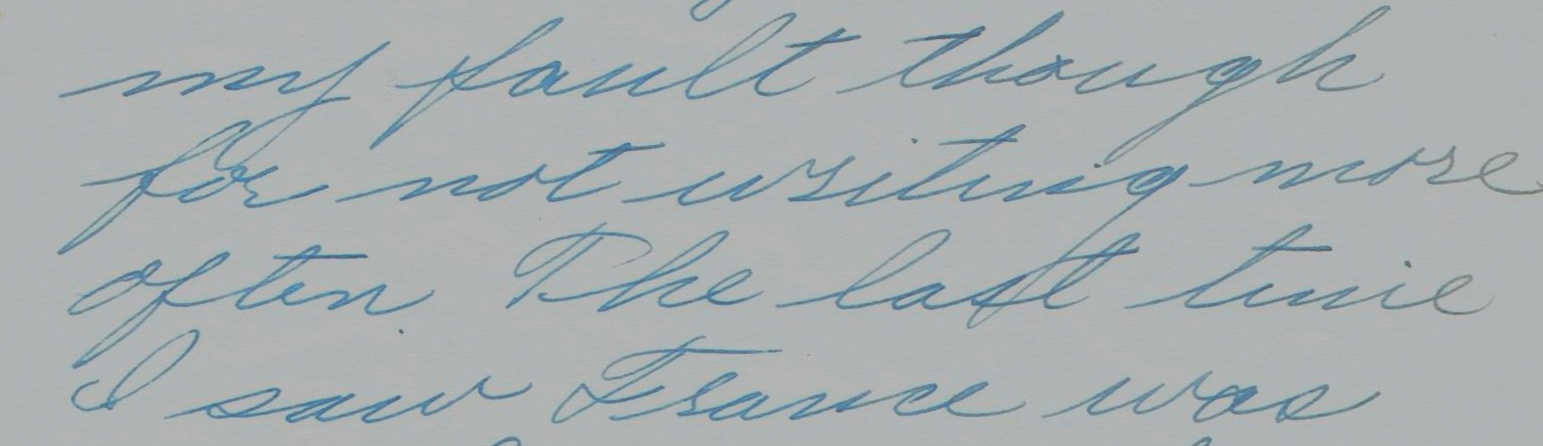 my fault though
for not writing more
often. The last time
I saw France was